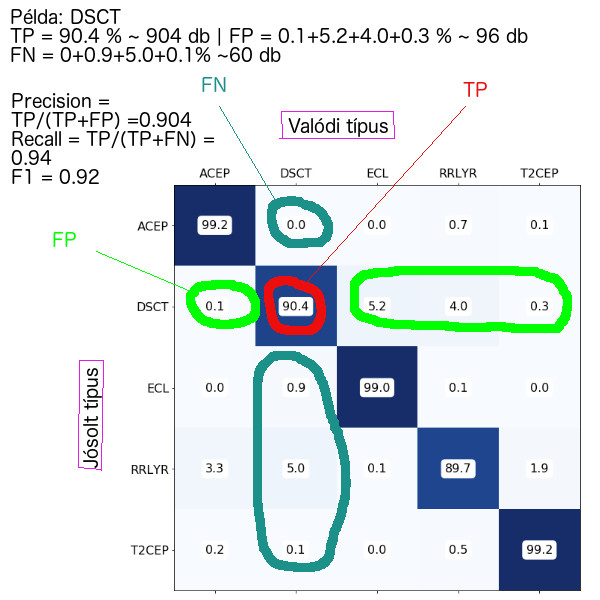 Példa: DSCT
TP = 90.4 % ~ 904 db | FP = 0.1+5.2+4.0+0.3 % ~ 96 db
FN = 0+0.9+5.0+0.1% ~60 db
FN
TP
Precision =
TP/(TP+FP) =0.904
Recall = TP/(TP+FN) =
0.94
F1 = 0.92
Valódi típus
ACEP DSCT ECL RRLYR T2CEP
ACEP 99.2 0.0 0.0 0.7 0.1
FP
DSCT 0.1 90.4 5.2 4.0 0.3
ECL 0.0 0.9 99.0 0.1 0.0
Jósolt típus
RRLYR 3.3 5.0 0.1 89.7 1.9
T2CEP 0.2 0.1 0.0 0.5 99.2